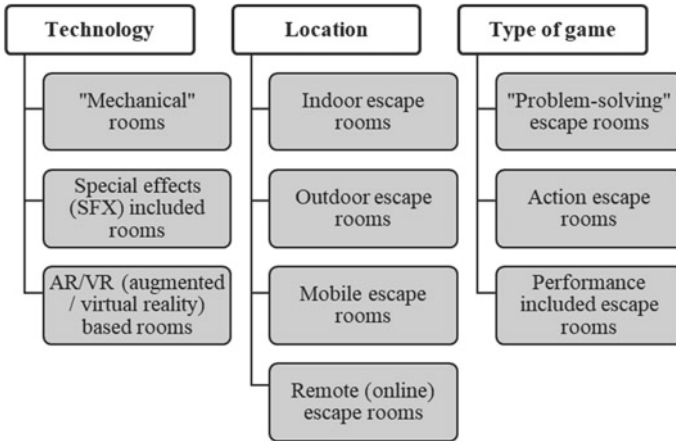 Technology
"Mechanical"
rooms
Special effects
(SFX) included
rooms
AR/VR (augmented
/ virtual reality)
based rooms
Location
Indoor escape
rooms
Outdoor escape
rooms
Mobile escape
rooms
Remote (online)
escape rooms
Type of game
"Problem-solving"
escape rooms
Action escape
rooms
Performance
included escape
rooms